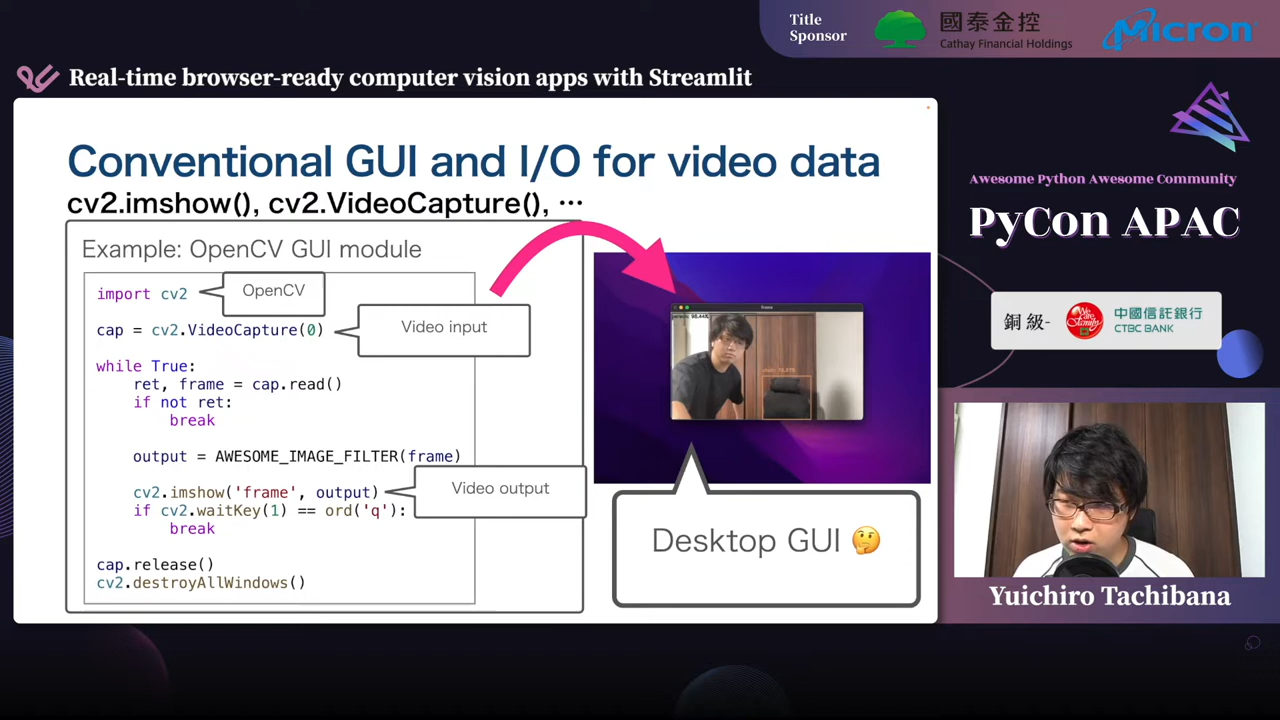 Title
Sponsor
國泰金控
Cathay Financial Holdings
Micron
Real-time browser-ready computer vision apps with Streamlit
Conventional GUI and I/O for video data
cv2.imshow(), cv2.VideoCapture(), …
Example: OpenCV GUI module
import cv2
OpenCV
cap = cv2.VideoCapture(0)
Video input
while True:
ret, frame = cap.read()
if not ret:
break
output = AWESOME_IMAGE_FILTER(frame)
cv2.imshow('frame', output)
Video output
if cv2.waitKey(1) == ord('q'):
break
cap.release()
cv2.destroyAllWindows()
frame
Desktop GUI 🤔
Awesome Python Awesome Community
PyCon APAC
銅級-
We are
family
中國信託銀行
CTBC BANK
Yuichiro Tachibana